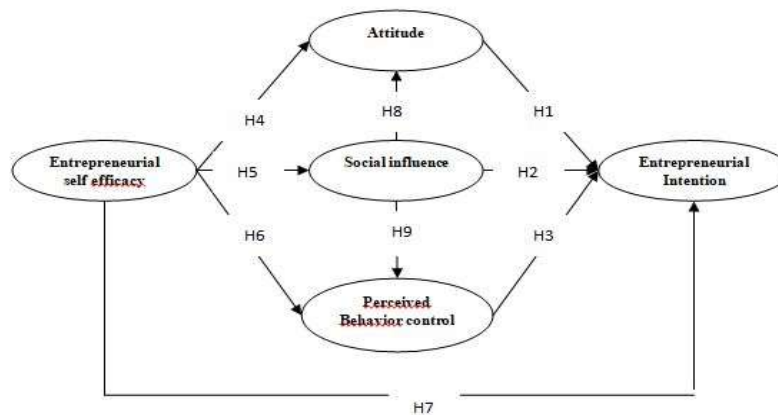 Attitude
H4
H8
H1
Entrepreneurial
self efficacy
H5
Social influence
H2
Entrepreneurial
Intention
H6
H9
H3
Perceived
Behavior control
H7